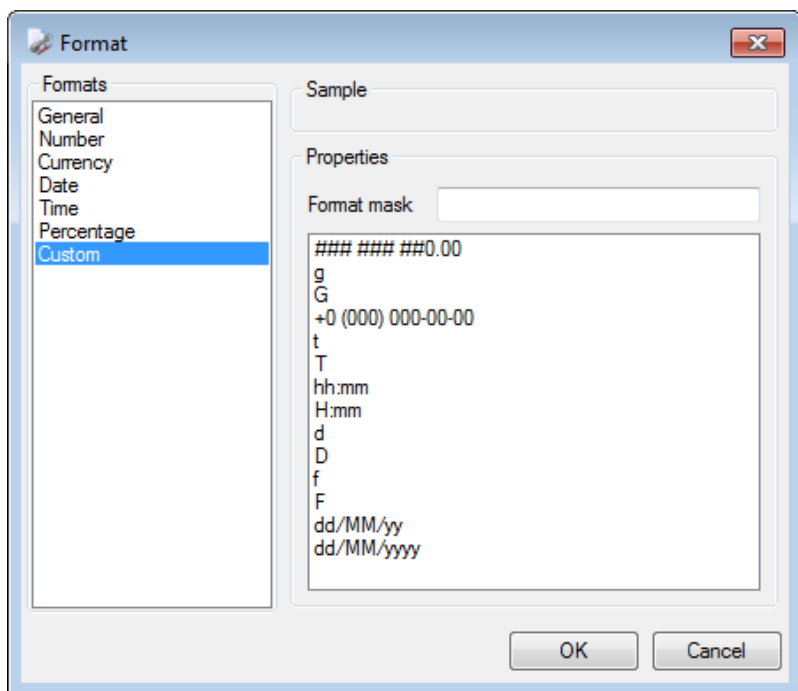 Format
Formats
General
Number
Currency
Date
Time
Percentage
Custom
Sample
Properties
Format mask
### ### ##0.00
g
G
+0 (000) 000-00-00
t
T
hh:mm
H:mm
d
D
f
F
dd/MM/yy
dd/MM/yyyy
OK
Cancel